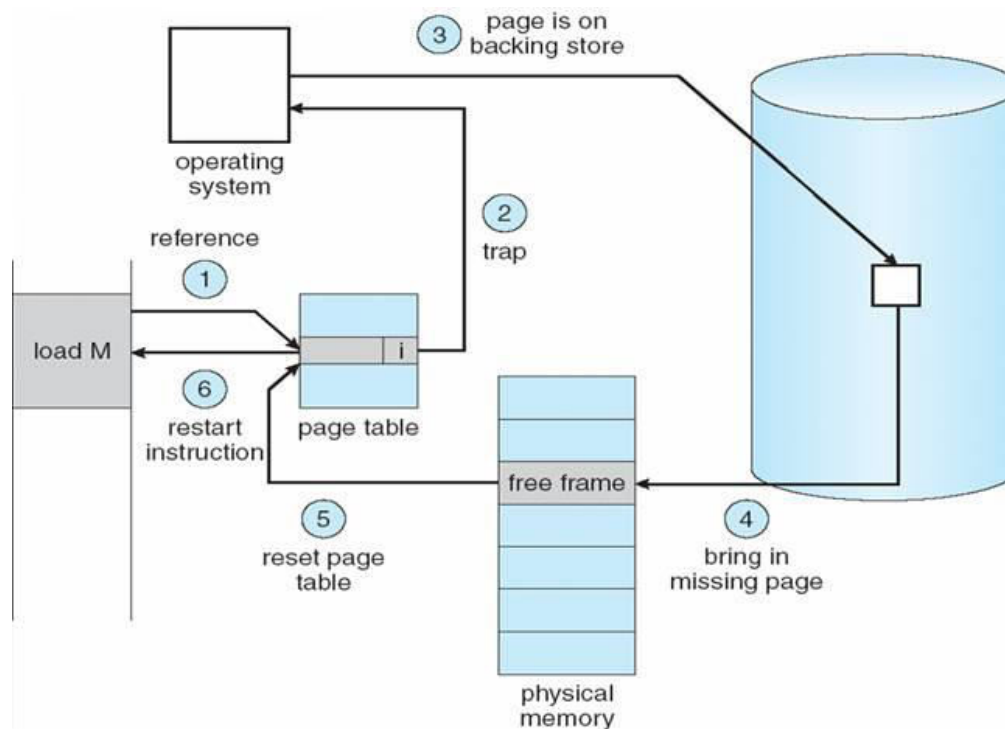 3
page is on
backing store
operating
system
2
trap
reference
1
load M
i
6
restart
instruction
page table
free frame
5
reset page
table
4
bring in
missing page
physical
memory